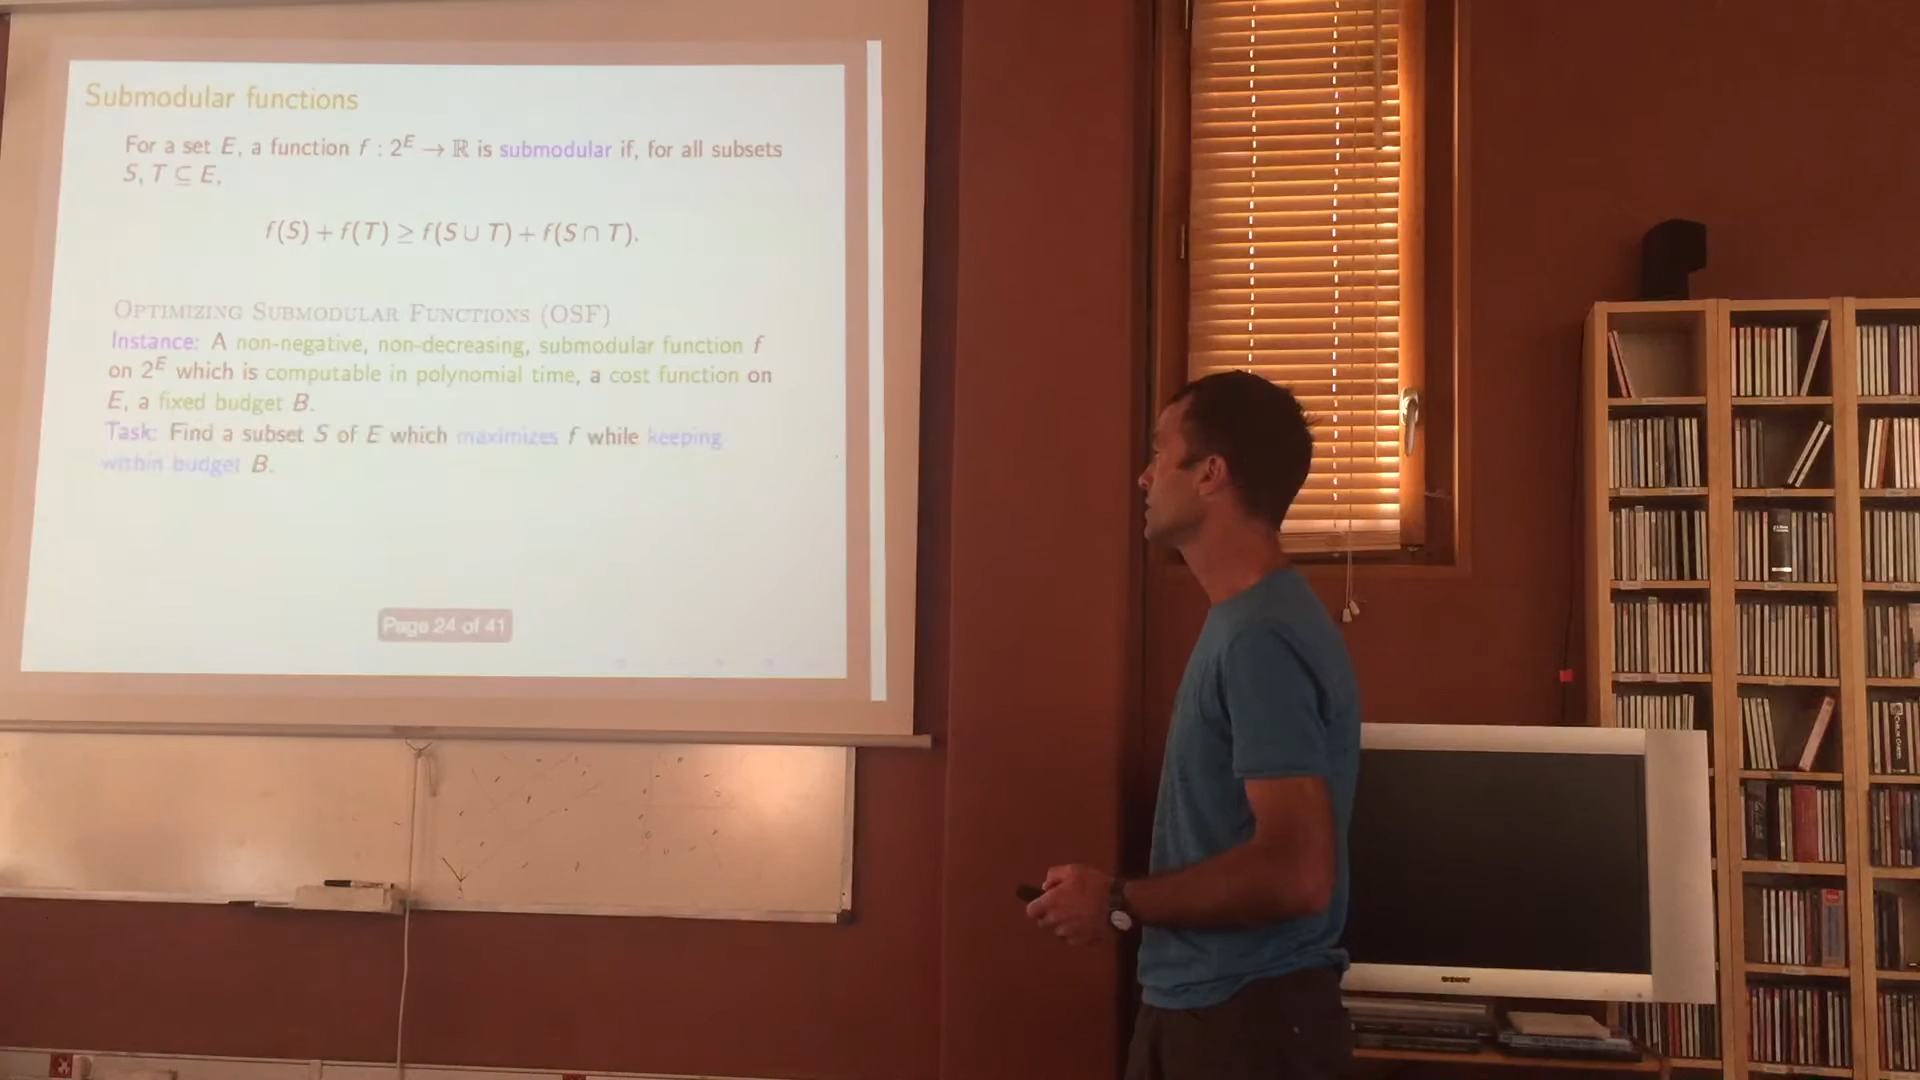 Submodular functions
For a set E, a function f : 2^E → ℝ is submodular if, for all subsets
S, T ⊆ E,
f(S) + f(T) ≥ f(S ∪ T) + f(S ∩ T).
OPTIMIZING SUBMODULAR FUNCTIONS (OSF)
Instance: A non-negative, non-decreasing, submodular function f
on 2^E which is computable in polynomial time, a cost function on
E, a fixed budget B.
Task: Find a subset S of E which maximizes f while keeping
within budget B.
Page 24 of 41